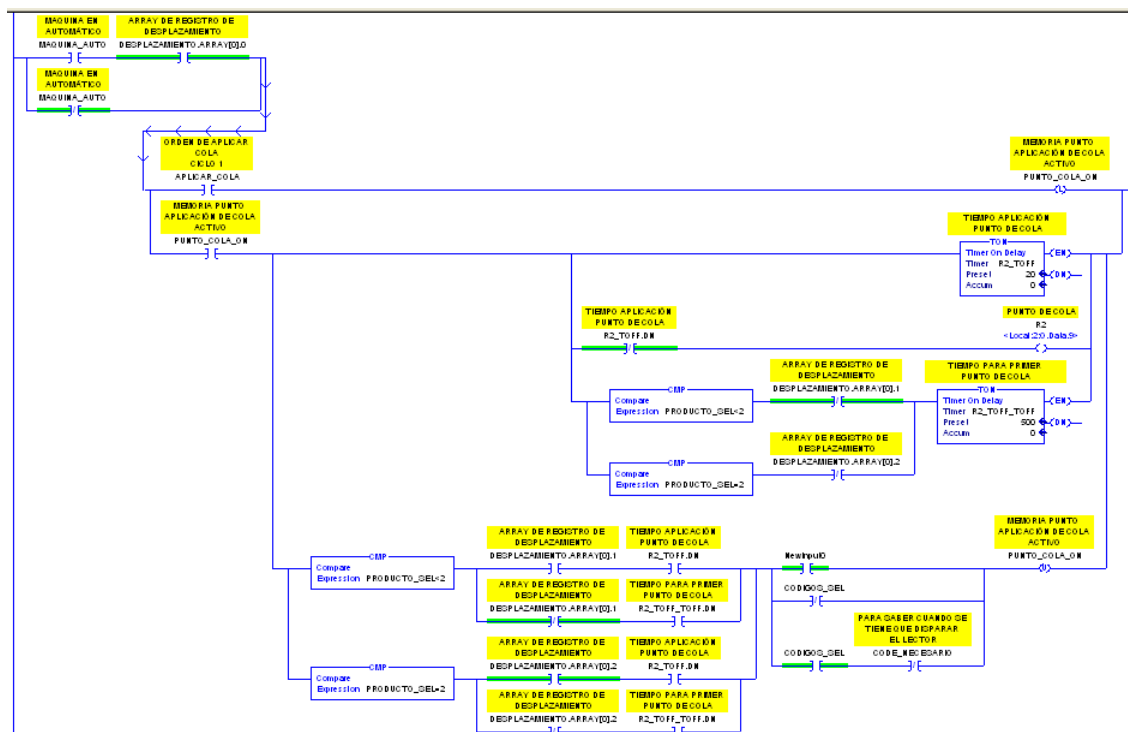 MAQUINA EN
AUTOMÁTICO
MAQUINA_AUTO
ARRAY DE REGISTRO DE
DESPLAZAMIENTO
DESPLAZAMIENTO.ARRAY[0].0
MAQUINA EN
AUTOMÁTICO
MAQUINA_AUTO
ORDEN DE APLICAR
COLA
CICLO 1
APLICAR_COLA
MEMORIA PUNTO
APLICACIÓN DE COLA
ACTIVO
PUNTO_COLA_ON
L
MEMORIA PUNTO
APLICACIÓN DE COLA
ACTIVO
PUNTO_COLA_ON
TIEMPO APLICACIÓN
PUNTO DE COLA
TON
Timer On Delay
Timer R2_TOFF
Preset 20
Accum 0
EN
DN
TIEMPO APLICACIÓN
PUNTO DE COLA
R2_TOFF.DN
PUNTO DE COLA
R2
<Local:2:O.Data.9>
CMP
Compare
Expression PRODUCTO_SEL<2
ARRAY DE REGISTRO DE
DESPLAZAMIENTO
DESPLAZAMIENTO.ARRAY[0].1
TIEMPO PARA PRIMER
PUNTO DE COLA
TON
Timer On Delay
Timer R2_TOFF_TOFF
Preset 500
Accum 0
EN
DN
CMP
Compare
Expression PRODUCTO_SEL=2
ARRAY DE REGISTRO DE
DESPLAZAMIENTO
DESPLAZAMIENTO.ARRAY[0].2
CMP
Compare
Expression PRODUCTO_SEL<2
ARRAY DE REGISTRO DE
DESPLAZAMIENTO
DESPLAZAMIENTO.ARRAY[0].1
TIEMPO APLICACIÓN
PUNTO DE COLA
R2_TOFF.DN
NewInput0
MEMORIA PUNTO
APLICACIÓN DE COLA
ACTIVO
PUNTO_COLA_ON
U
ARRAY DE REGISTRO DE
DESPLAZAMIENTO
DESPLAZAMIENTO.ARRAY[0].1
TIEMPO PARA PRIMER
PUNTO DE COLA
R2_TOFF_TOFF.DN
CODIGOS_SEL
PARA SABER CUANDO SE
TIENE QUE DISPARAR
EL LECTOR
CODIGOS_SEL
CODE_NECESARIO
CMP
Compare
Expression PRODUCTO_SEL=2
ARRAY DE REGISTRO DE
DESPLAZAMIENTO
DESPLAZAMIENTO.ARRAY[0].2
TIEMPO APLICACIÓN
PUNTO DE COLA
R2_TOFF.DN
ARRAY DE REGISTRO DE
DESPLAZAMIENTO
DESPLAZAMIENTO.ARRAY[0].2
TIEMPO PARA PRIMER
PUNTO DE COLA
R2_TOFF_TOFF.DN